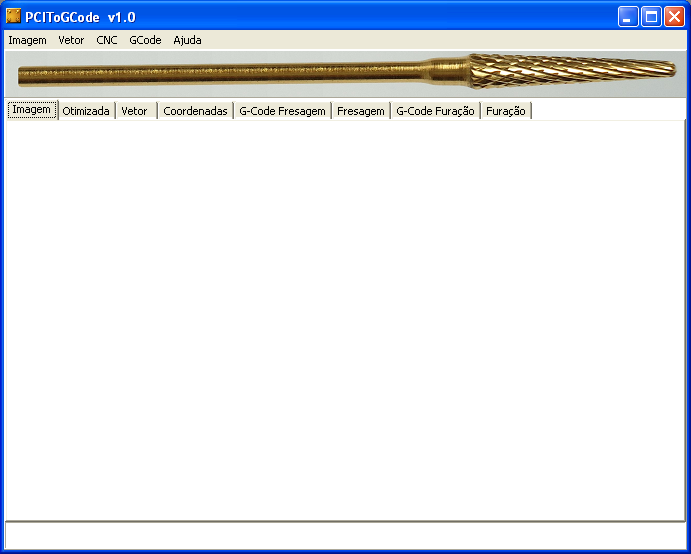 PCIToGCode v1.0
Imagem Vetor CNC GCode Ajuda
Imagem Otimizada Vetor Coordenadas G-Code Fresagem Fresagem G-Code Furação Furação